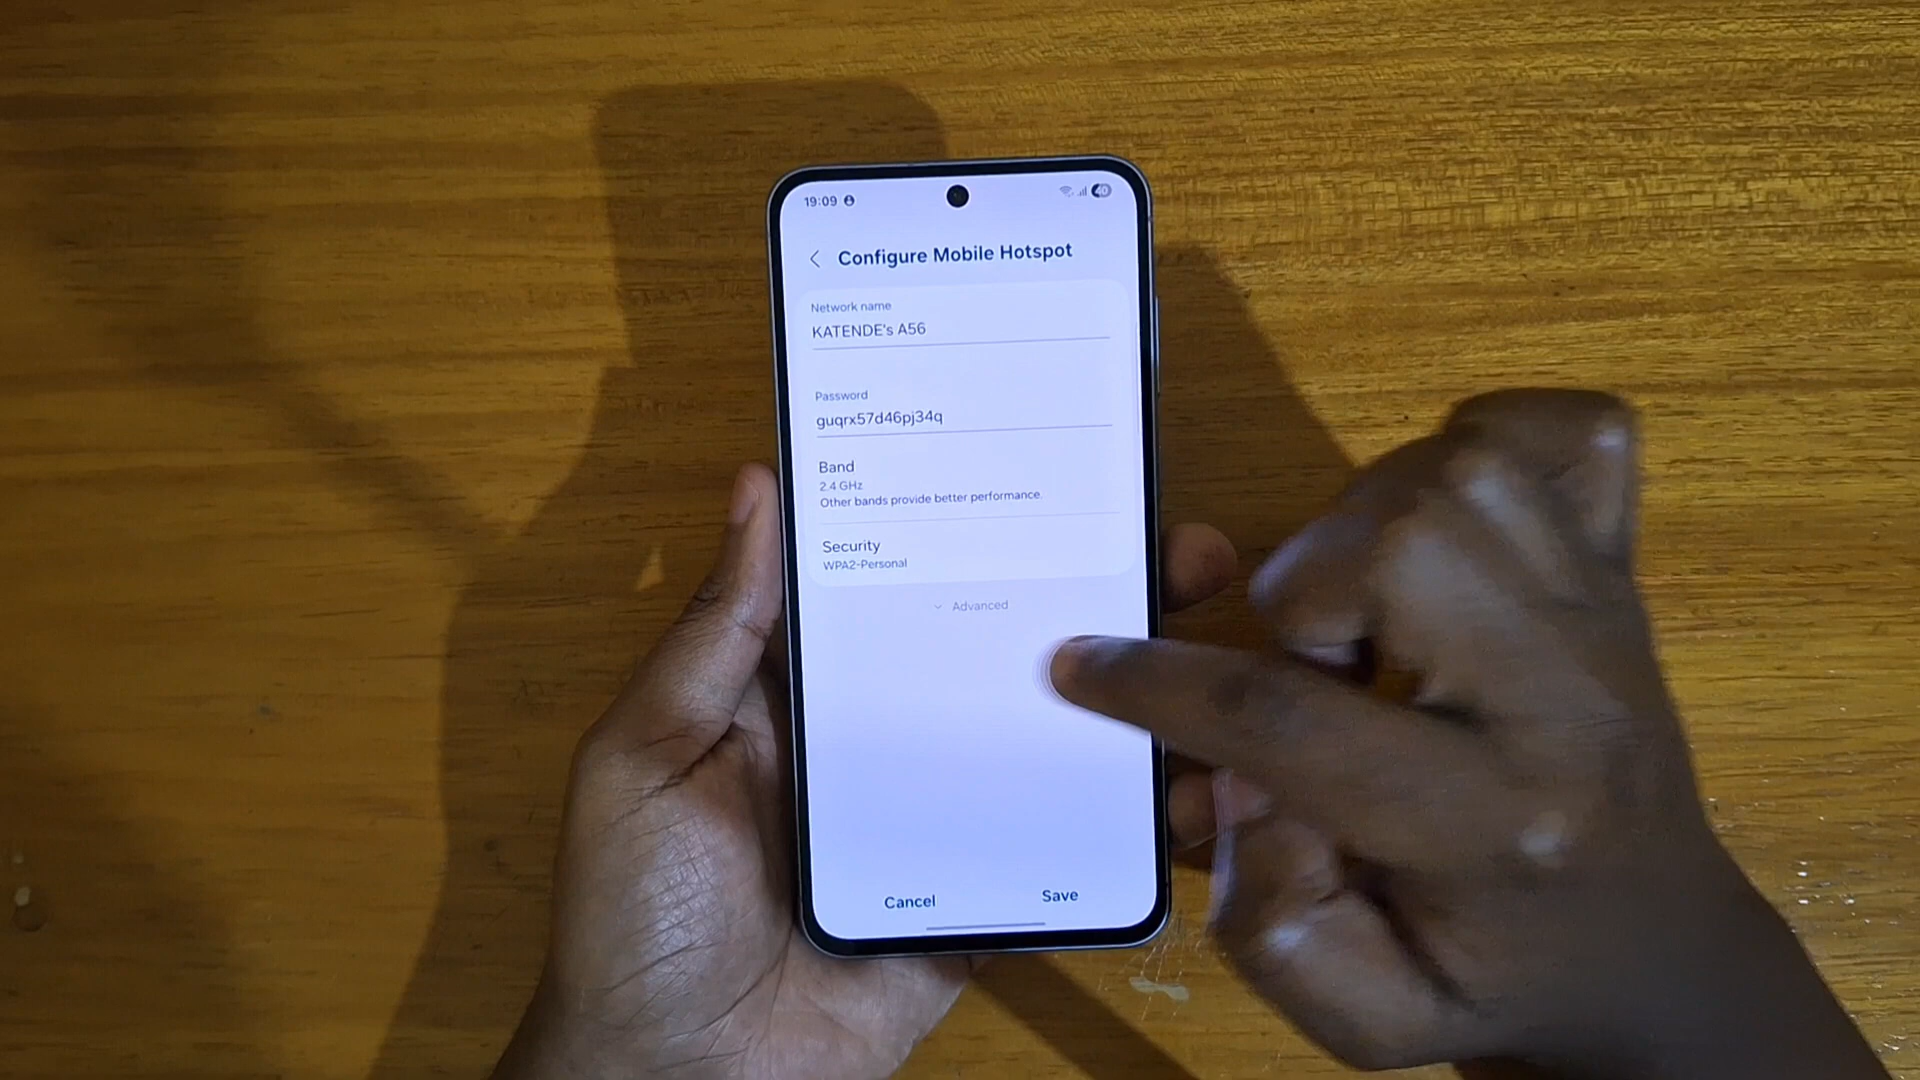 19:09
40
Configure Mobile Hotspot
Network name
KATENDE's A56
Password
guqrx57d46pj34q
Band
2.4 GHz
Other bands provide better performance.
Security
WPA2-Personal
Advanced
Cancel
Save